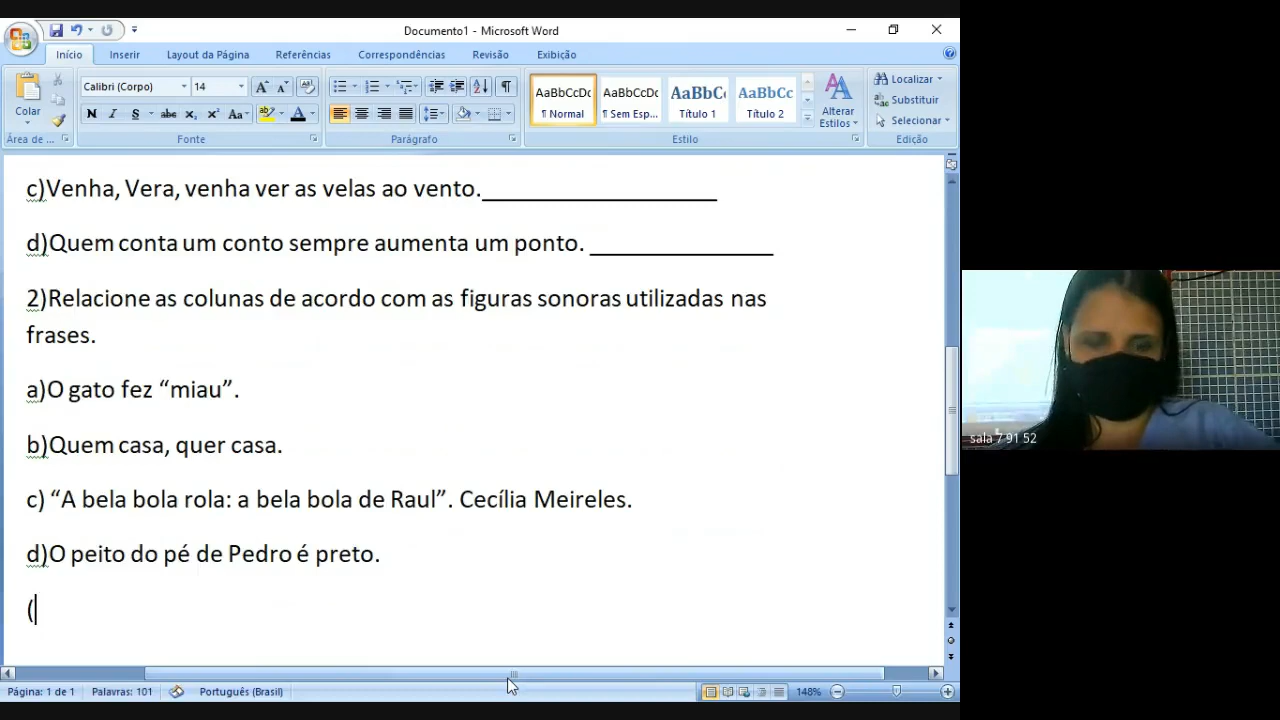 Documento1 - Microsoft Word
Início Inserir Layout da Página Referências Correspondências Revisão Exibição
Calibri (Corpo) 14
AaBbCcDc AaBbCcDc AaBbC AaBbCc
Localizar
Substituir
Selecionar
Colar
N I S abe x₂ x² Aa
¶ Normal ¶ Sem Esp... Título 1 Título 2
Alterar
Estilos
Área de ... Fonte Parágrafo Estilo Edição
c)Venha, Vera, venha ver as velas ao vento.____________________
d)Quem conta um conto sempre aumenta um ponto. ________________
2)Relacione as colunas de acordo com as figuras sonoras utilizadas nas
frases.
a)O gato fez “miau”.
b)Quem casa, quer casa.
c) “A bela bola rola: a bela bola de Raul”. Cecília Meireles.
d)O peito do pé de Pedro é preto.
(
sala 7 91 52
Página: 1 de 1 Palavras: 101 Português (Brasil) 148%